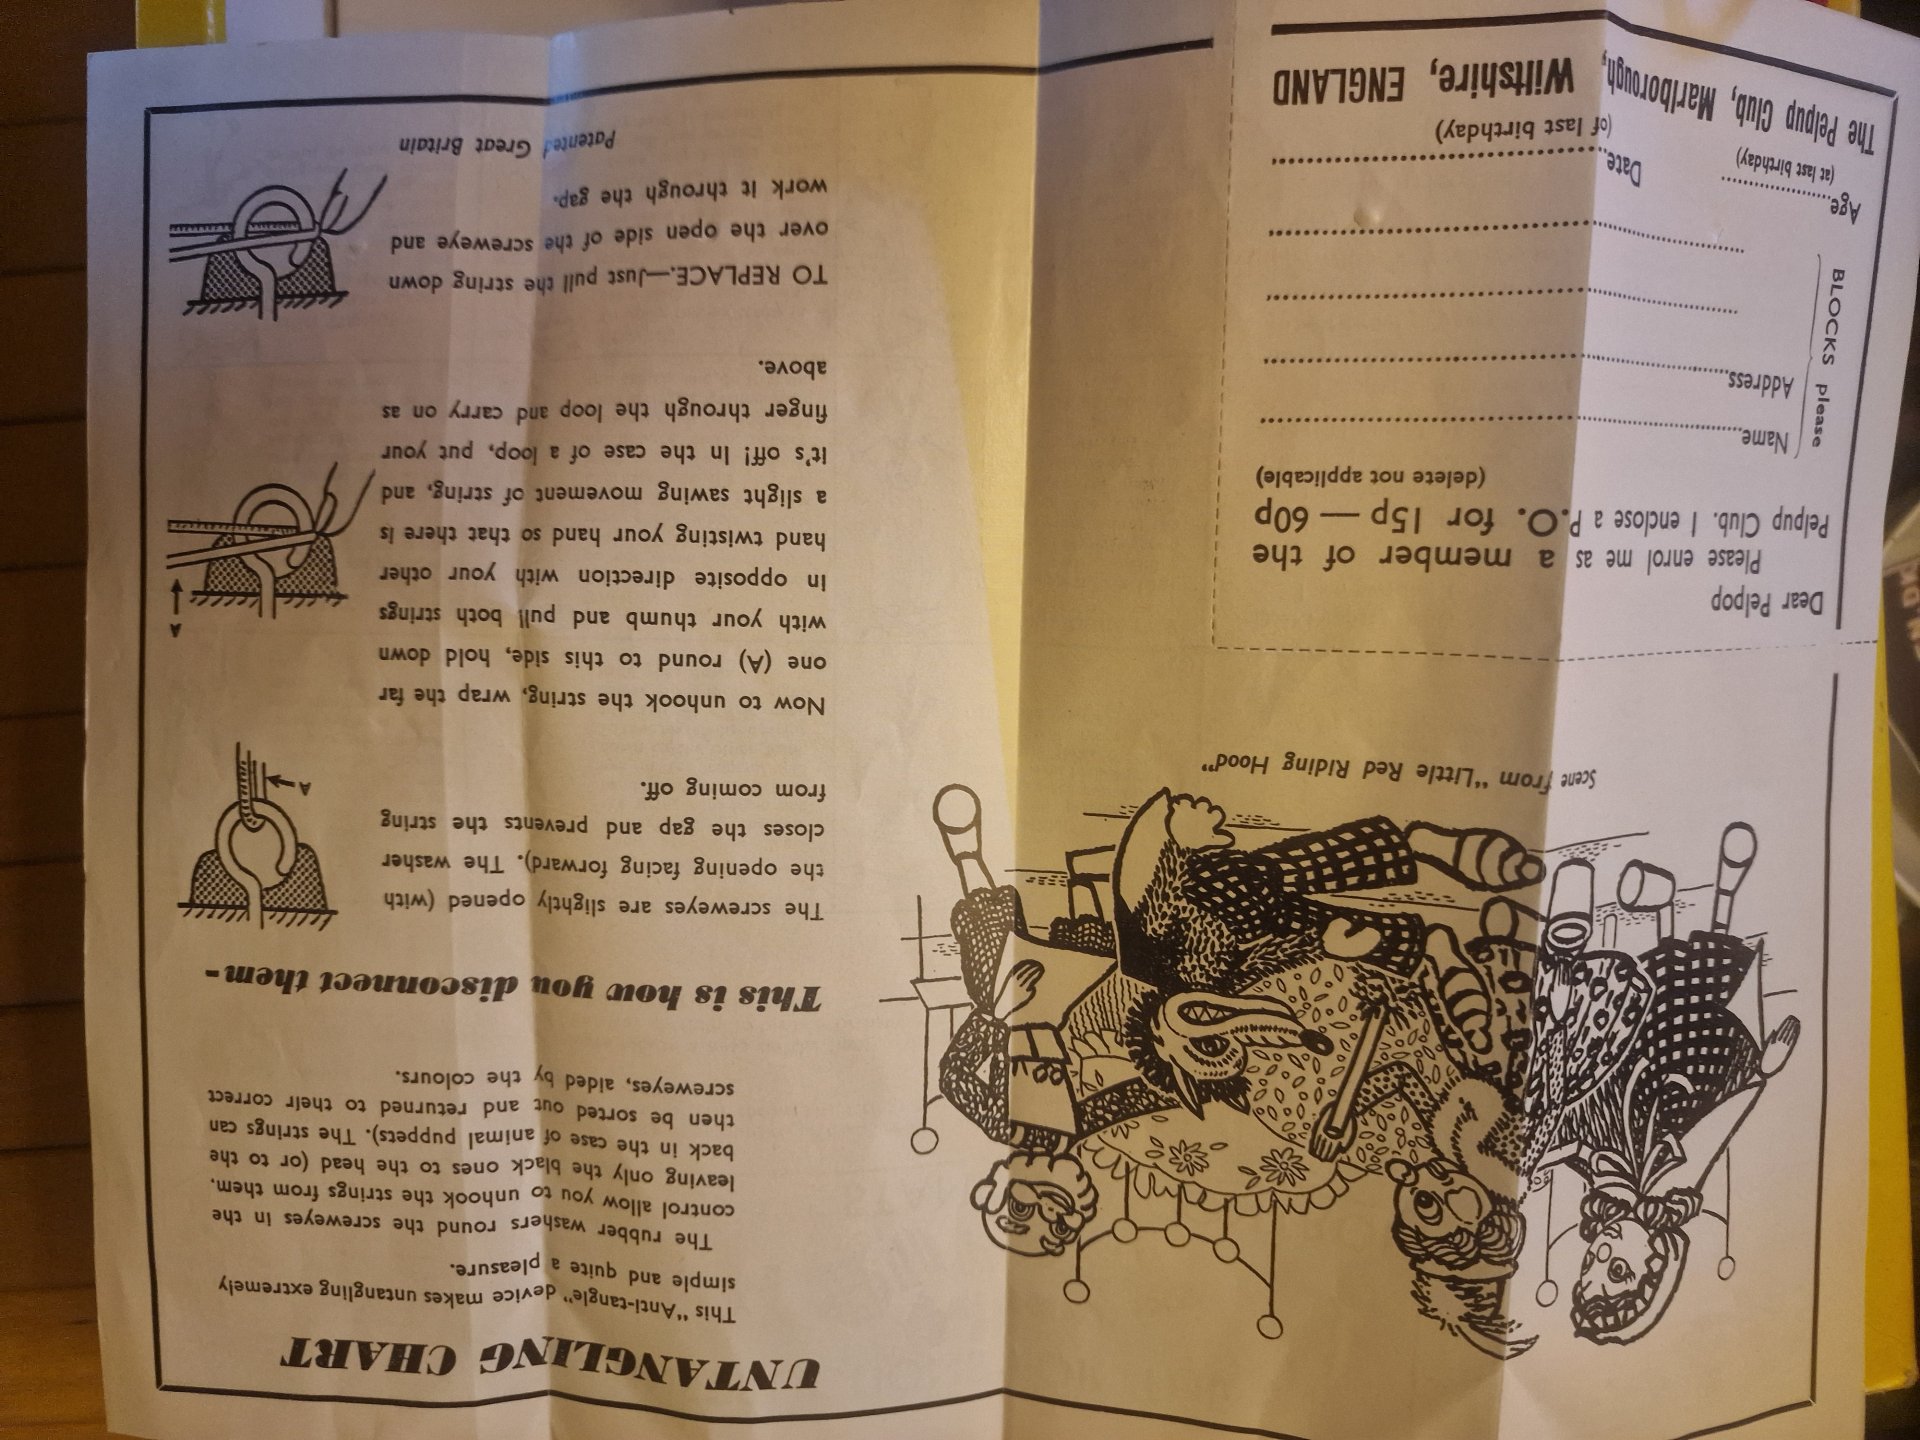 UNTANGLING CHART
This "Anti-tangle" device makes untangling extremely
simple and quite a pleasure.
The rubber washers round the screweyes in the
control allow you to unhook the strings from them,
leaving only the black ones to the head (or to the
back in the case of animal puppets). The strings can
then be sorted out and returned to their correct
screweyes, aided by the colours.
This is how you disconnect them-
The screweyes are slightly opened (with
the opening facing forward). The washer
closes the gap and prevents the string
from coming off.
A
Now to unhook the string, wrap the far
one (A) round to this side, hold down
with your thumb and pull both strings
in opposite direction with your other
hand twisting your hand so that there is
a slight sawing movement of string, and
it's off! In the case of a loop, put your
finger through the loop and carry on as
above.
A
TO REPLACE.—Just pull the string down
over the open side of the screweye and
work it through the gap.
Patented Great Britain
Scene from "Little Red Riding Hood"
Dear Pelpop
Please enrol me as a member of the
Pelpup Club. I enclose a P.O. for 15p — 60p
(delete not applicable)
Name
Address
BLOCKS please
Age Date
(at last birthday) (of last birthday)
The Pelpup Club, Marlborough, Wiltshire, ENGLAND